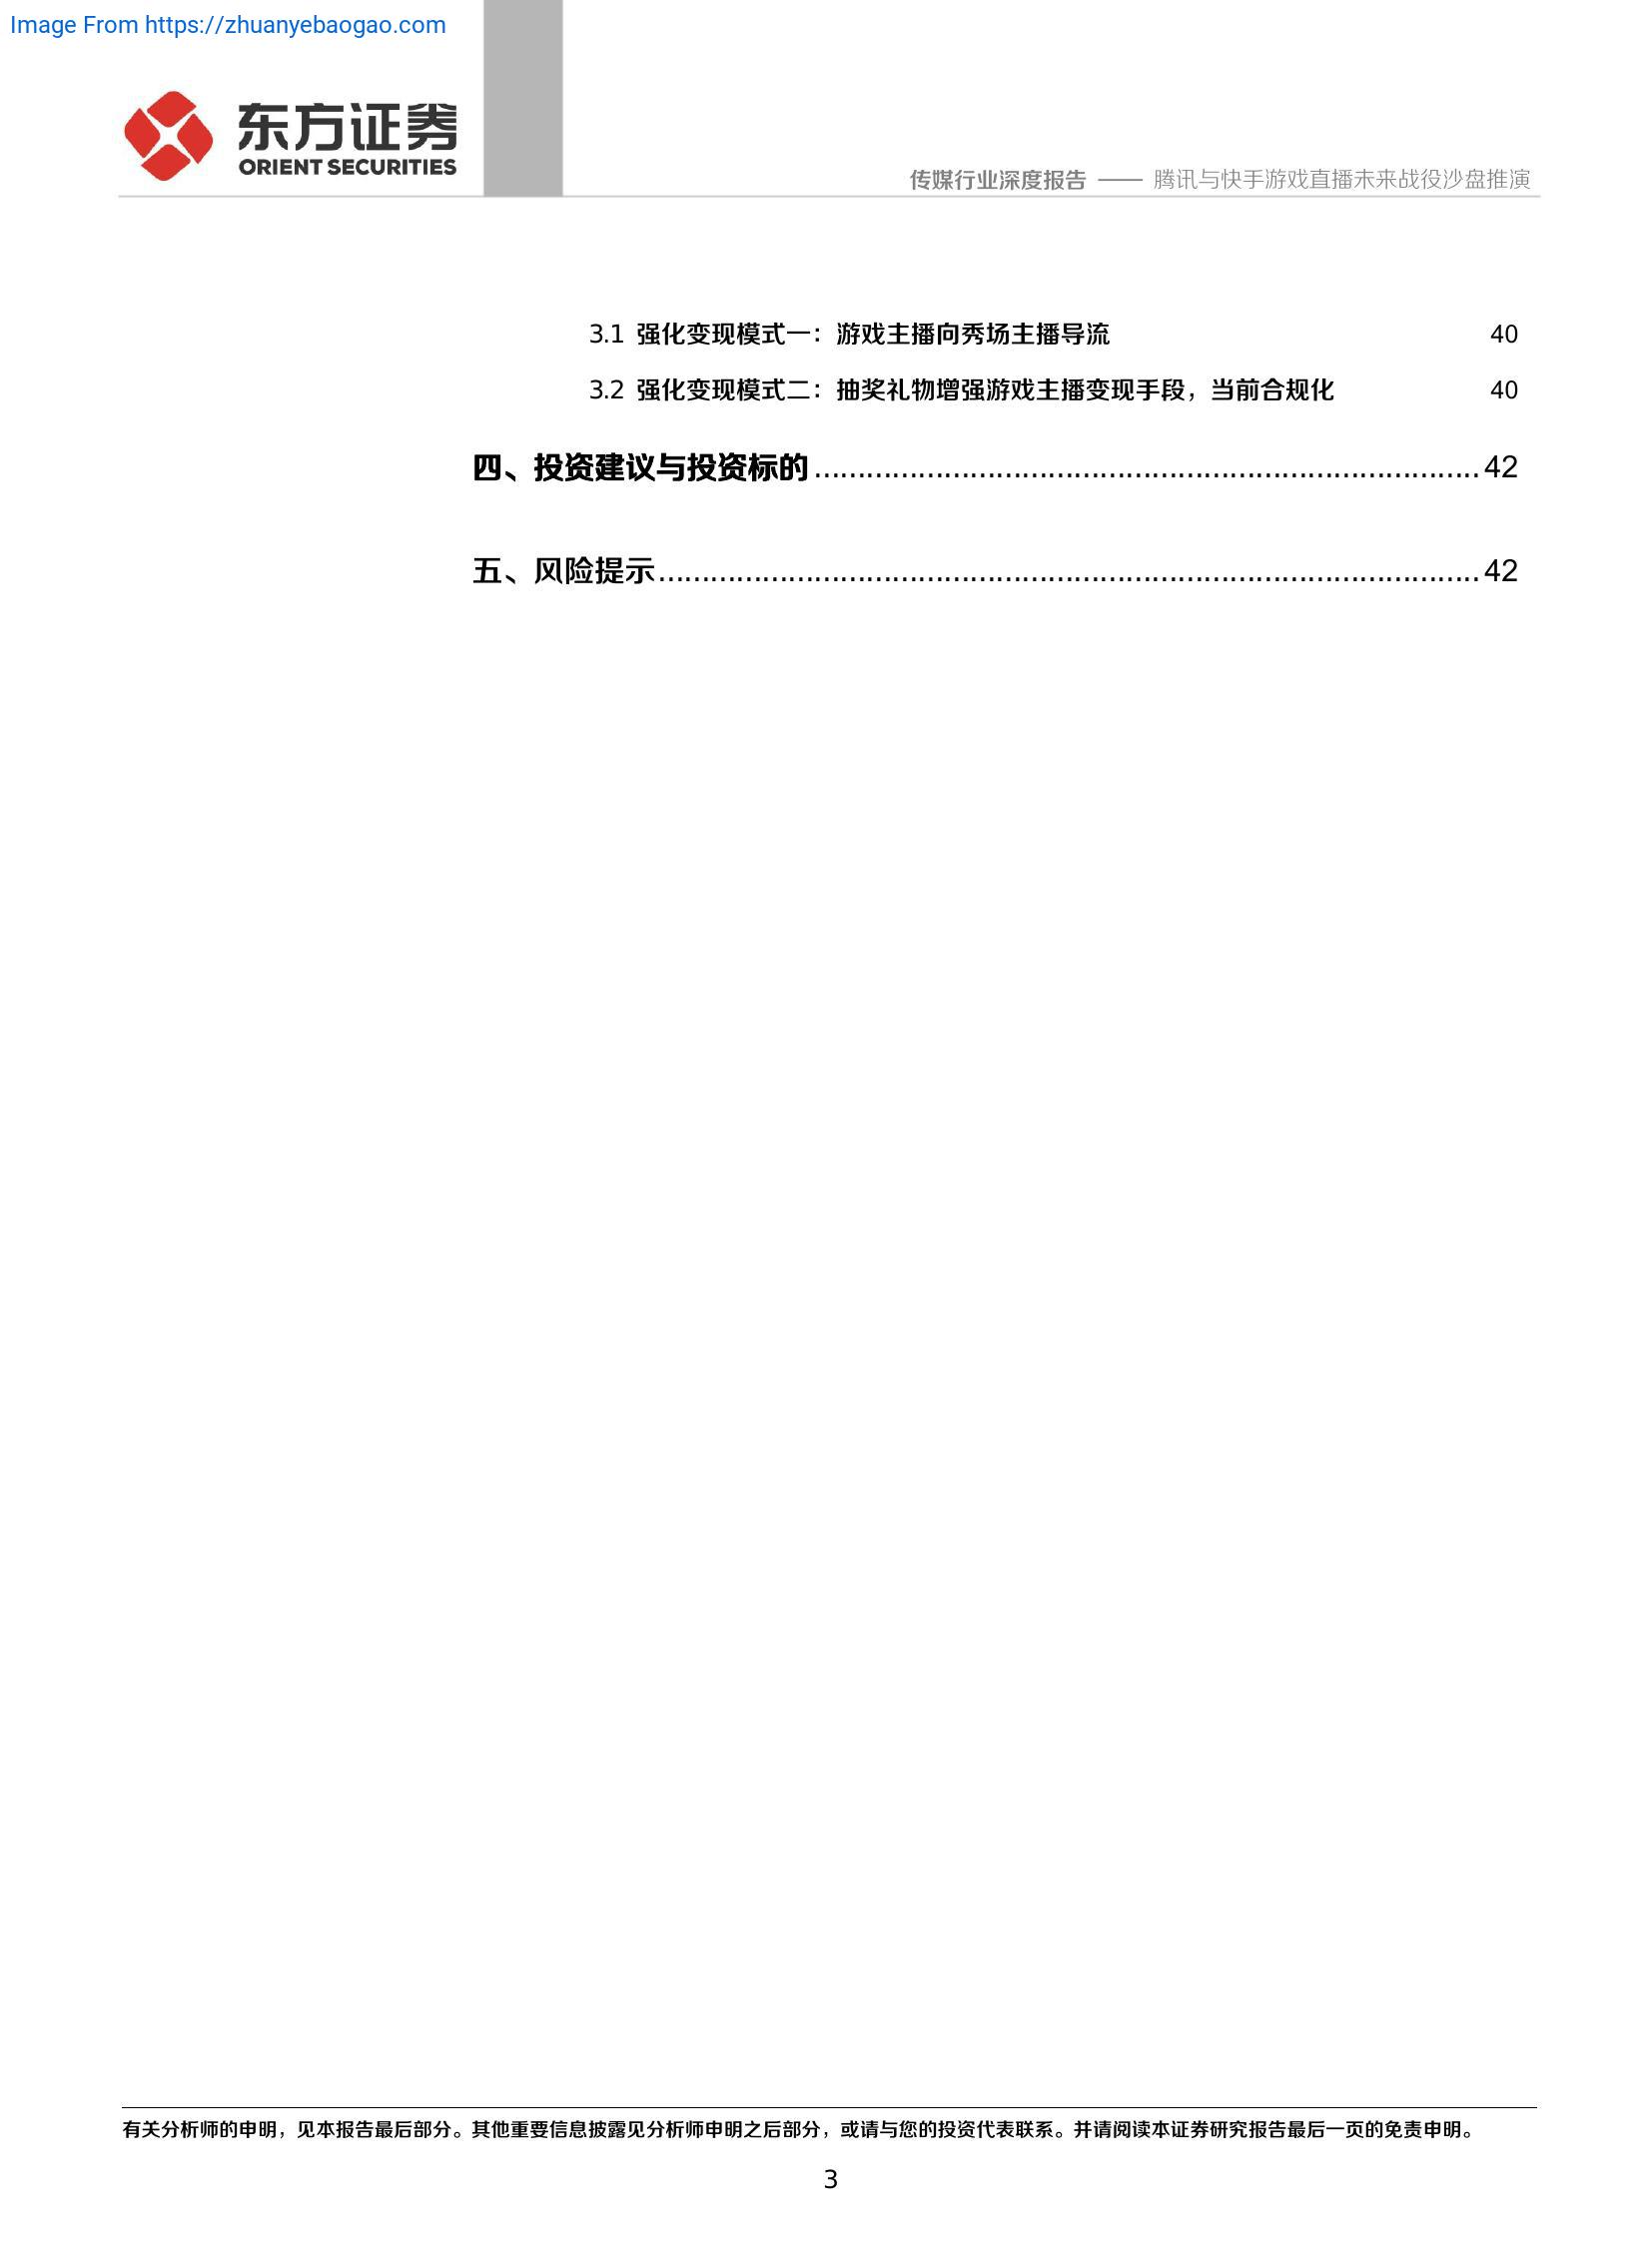 Image From https://zhuanyebaogao.com
东方证券
ORIENT SECURITIES
传媒行业深度报告 —— 腾讯与快手游戏直播未来战役沙盘推演
3.1 强化变现模式一：游戏主播向秀场主播导流 40
3.2 强化变现模式二：抽奖礼物增强游戏主播变现手段，当前合规化 40
四、投资建议与投资标的..............................................................................42
五、风险提示................................................................................................42
有关分析师的申明，见本报告最后部分。其他重要信息披露见分析师申明之后部分，或请与您的投资代表联系。并请阅读本证券研究报告最后一页的免责申明。
3